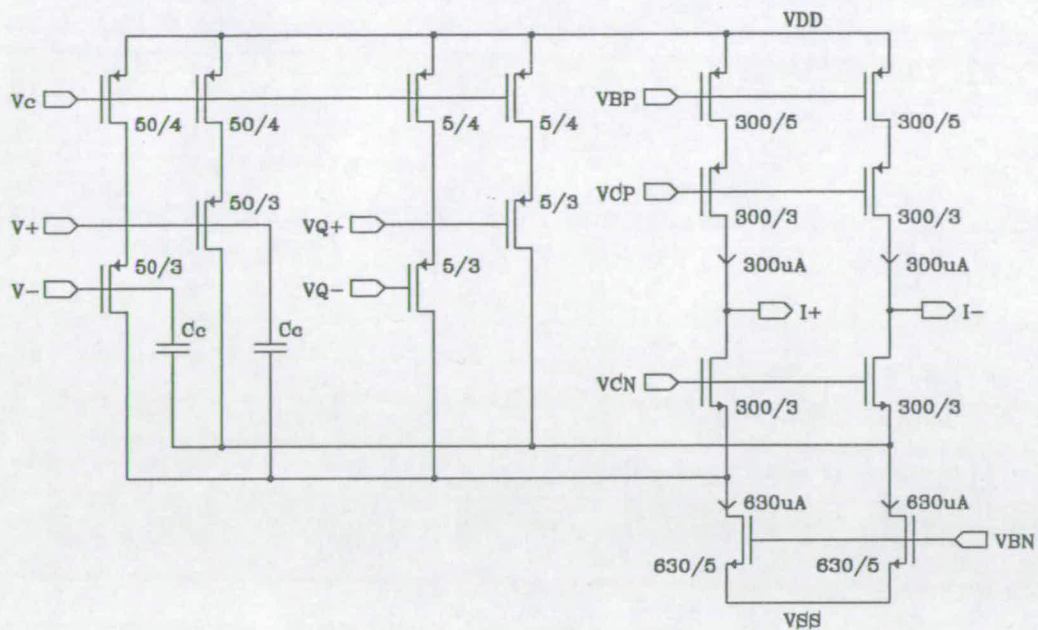 VDD
Vc
VBP
50/4
50/4
5/4
5/4
300/5
300/5
50/3
5/3
VCP
V+
VQ+
300/3
300/3
50/3
5/3
300uA
300uA
V-
VQ-
I+
I-
Cc
Cc
VCN
300/3
300/3
630uA
630uA
VBN
630/5
630/5
VSS